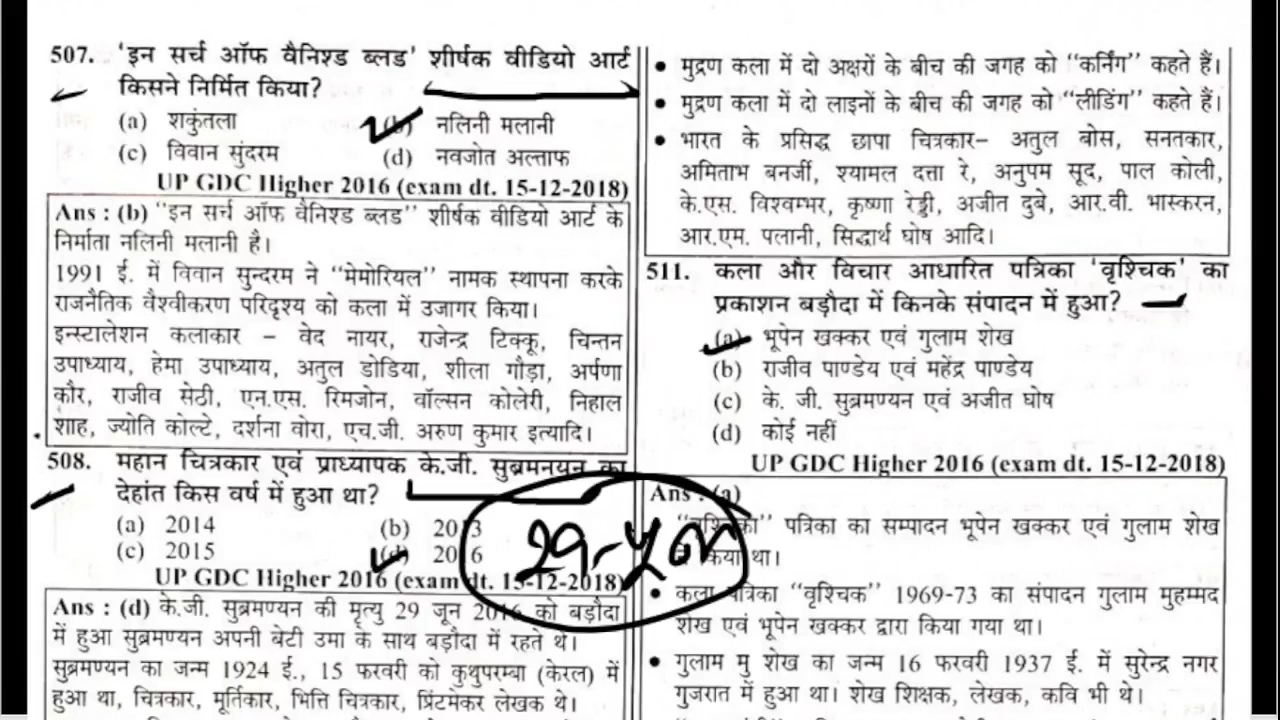 507. 'इन सर्च ऑफ वैनिश्ड ब्लड' शीर्षक वीडियो आर्ट
किसने निर्मित किया?
(a) शकुंतला
(b) नलिनी मलानी
(c) विवान सुंदरम
(d) नवजोत अल्ताफ
UP GDC Higher 2016 (exam dt. 15-12-2018)
Ans : (b) "इन सर्च ऑफ वैनिश्ड ब्लड" शीर्षक वीडियो आर्ट के
निर्माता नलिनी मलानी है।
1991 ई. में विवान सुन्दरम ने "मेमोरियल" नामक स्थापना करके
राजनैतिक वैश्वीकरण परिदृश्य को कला में उजागर किया।
इन्स्टालेशन कलाकार – वेद नायर, राजेन्द्र टिक्कू, चिन्तन
उपाध्याय, हेमा उपाध्याय, अतुल डोडिया, शीला गौड़ा, अर्पणा
कौर, राजीव सेठी, एन.एस. रिमजोन, वॉल्सन कोलेरी, निहाल
शाह, ज्योति कोल्टे, दर्शना वोरा, एच.जी. अरुण कुमार इत्यादि।
508. महान चित्रकार एवं प्राध्यापक के.जी. सुब्रमनयन का
देहांत किस वर्ष में हुआ था?
(a) 2014
(b) 2013
(c) 2015
(d) 2016
UP GDC Higher 2016 (exam dt. 15-12-2018)
Ans : (d) के.जी. सुब्रमण्यन की मृत्यु 29 जून 2016 को बड़ौदा
में हुआ सुब्रमण्यन अपनी बेटी उमा के साथ बड़ौदा में रहते थे।
सुब्रमण्यन का जन्म 1924 ई., 15 फरवरी को कुथुपरम्बा (केरल) में
हुआ था, चित्रकार, मूर्तिकार, भित्ति चित्रकार, प्रिंटमेकर लेखक थे।
• मुद्रण कला में दो अक्षरों के बीच की जगह को "कर्निंग" कहते हैं।
• मुद्रण कला में दो लाइनों के बीच की जगह को "लीडिंग" कहते हैं।
• भारत के प्रसिद्ध छापा चित्रकार– अतुल बोस, सनतकार,
अमिताभ बनर्जी, श्यामल दत्ता रे, अनुपम सूद, पाल कोली,
के.एस. विश्वम्भर, कृष्णा रेड्डी, अजीत दुबे, आर.वी. भास्करन,
आर.एम. पलानी, सिद्धार्थ घोष आदि।
511. कला और विचार आधारित पत्रिका 'वृश्चिक' का
प्रकाशन बड़ौदा में किनके संपादन में हुआ?
(a) भूपेन खक्कर एवं गुलाम शेख
(b) राजीव पाण्डेय एवं महेंद्र पाण्डेय
(c) के. जी. सुब्रमण्यन एवं अजीत घोष
(d) कोई नहीं
UP GDC Higher 2016 (exam dt. 15-12-2018)
Ans : (a)
"वृश्चिका" पत्रिका का सम्पादन भूपेन खक्कर एवं गुलाम शेख
ने किया था।
• कला पत्रिका "वृश्चिक" 1969-73 का संपादन गुलाम मुहम्मद
शेख एवं भूपेन खक्कर द्वारा किया गया था।
• गुलाम मु शेख का जन्म 16 फरवरी 1937 ई. में सुरेन्द्र नगर
गुजरात में हुआ था। शेख शिक्षक, लेखक, कवि भी थे।
29-जून